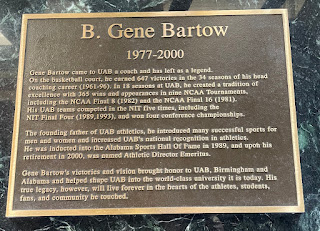 B. Gene Bartow
1977-2000
Gene Bartow came to UAB a coach and has left as a legend.
On the basketball court, he earned 647 victories in the 34 seasons of his head
coaching career (1961-96). In 18 seasons at UAB, he created a tradition of
excellence with 365 wins and appearances in nine NCAA Tournaments,
including the NCAA Final 8 (1982) and the NCAA Final 16 (1981).
His UAB teams competed in the NIT five times, including the
NIT Final Four (1989,1993), and won four conference championships.
The founding father of UAB athletics, he introduced many successful sports for
men and women and increased UAB's national recognition in athletics.
He was inducted into the Alabama Sports Hall Of Fame in 1989, and upon his
retirement in 2000, was named Athletic Director Emeritus.
Gene Bartow's victories and vision brought honor to UAB, Birmingham and
Alabama and helped shape UAB into the world-class university it is today. His
true legacy, however, will live forever in the hearts of the athletes, students,
fans, and community he touched.